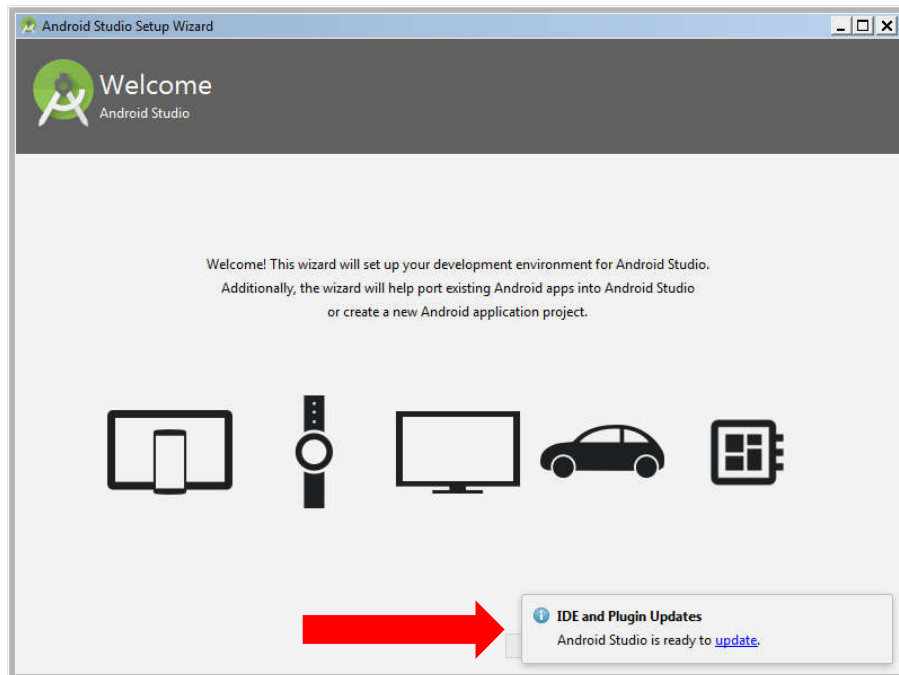 Android Studio Setup Wizard
Welcome
Android Studio
Welcome! This wizard will set up your development environment for Android Studio.
Additionally, the wizard will help port existing Android apps into Android Studio
or create a new Android application project.
IDE and Plugin Updates
Android Studio is ready to update.